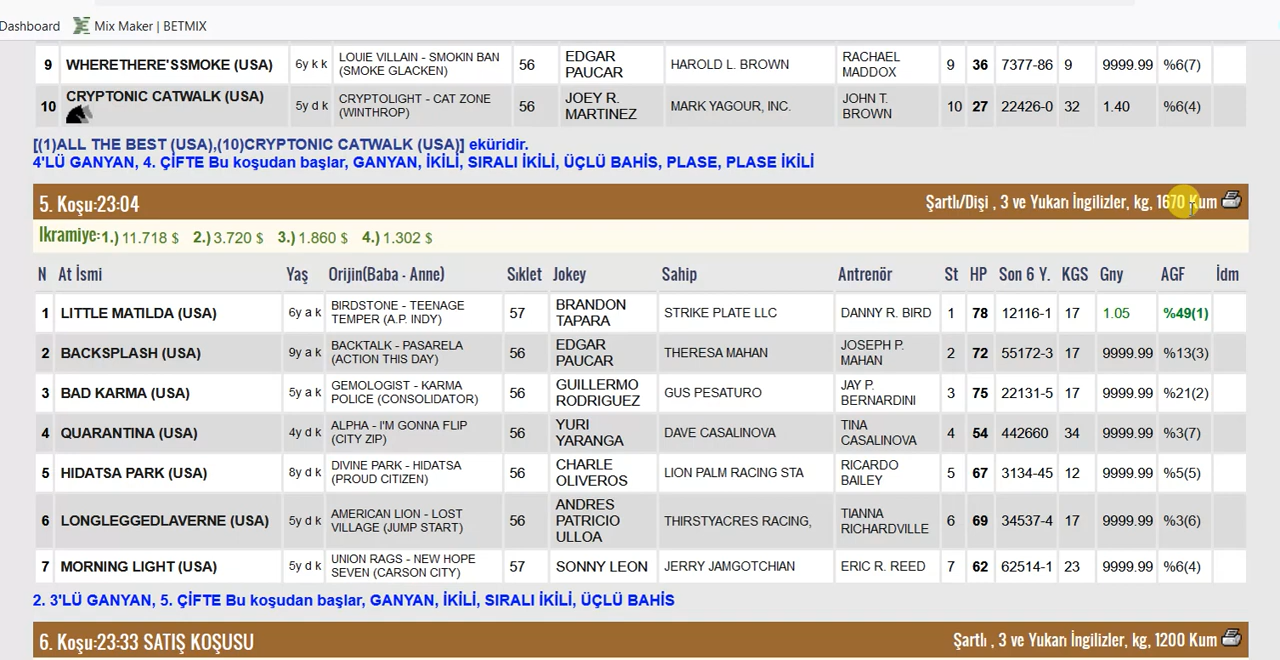 Dashboard Mix Maker | BETMIX
9 WHERETHERE'SSMOKE (USA) 6y k k LOUIE VILLAIN - SMOKIN BAN (SMOKE GLACKEN) 56 EDGAR PAUCAR HAROLD L. BROWN RACHAEL MADDOX 9 36 7377-86 9 9999.99 %6(7)
10 CRYPTONIC CATWALK (USA) 5y d k CRYPTOLIGHT - CAT ZONE (WINTHROP) 56 JOEY R. MARTINEZ MARK YAGOUR, INC. JOHN T. BROWN 10 27 22426-0 32 1.40 %6(4)
[(1)ALL THE BEST (USA),(10)CRYPTONIC CATWALK (USA)] eküridir.
4'LÜ GANYAN, 4. ÇİFTE Bu koşudan başlar, GANYAN, İKİLİ, SIRALI İKİLİ, ÜÇLÜ BAHİS, PLASE, PLASE İKİLİ
5. Koşu:23:04 Şartlı/Dişi , 3 ve Yukarı İngilizler, kg, 1670 Kum
İkramiye:1.) 11.718 $ 2.) 3.720 $ 3.) 1.860 $ 4.) 1.302 $
N At İsmi Yaş Orijin(Baba - Anne) Sıklet Jokey Sahip Antrenör St HP Son 6 Y. KGS Gny AGF İdm
1 LITTLE MATILDA (USA) 6y a k BIRDSTONE - TEENAGE TEMPER (A.P. INDY) 57 BRANDON TAPARA STRIKE PLATE LLC DANNY R. BIRD 1 78 12116-1 17 1.05 %49(1)
2 BACKSPLASH (USA) 9y a k BACKTALK - PASARELA (ACTION THIS DAY) 56 EDGAR PAUCAR THERESA MAHAN JOSEPH P. MAHAN 2 72 55172-3 17 9999.99 %13(3)
3 BAD KARMA (USA) 5y a k GEMOLOGIST - KARMA POLICE (CONSOLIDATOR) 56 GUILLERMO RODRIGUEZ GUS PESATURO JAY P. BERNARDINI 3 75 22131-5 17 9999.99 %21(2)
4 QUARANTINA (USA) 4y d k ALPHA - I'M GONNA FLIP (CITY ZIP) 56 YURI YARANGA DAVE CASALINOVA TINA CASALINOVA 4 54 442660 34 9999.99 %3(7)
5 HIDATSA PARK (USA) 8y d k DIVINE PARK - HIDATSA (PROUD CITIZEN) 56 CHARLE OLIVEROS LION PALM RACING STA RICARDO BAILEY 5 67 3134-45 12 9999.99 %5(5)
6 LONGLEGGEDLAVERNE (USA) 5y d k AMERICAN LION - LOST VILLAGE (JUMP START) 56 ANDRES PATRICIO ULLOA THIRSTYACRES RACING, TIANNA RICHARDVILLE 6 69 34537-4 17 9999.99 %3(6)
7 MORNING LIGHT (USA) 5y d k UNION RAGS - NEW HOPE SEVEN (CARSON CITY) 57 SONNY LEON JERRY JAMGOTCHIAN ERIC R. REED 7 62 62514-1 23 9999.99 %6(4)
2. 3'LÜ GANYAN, 5. ÇİFTE Bu koşudan başlar, GANYAN, İKİLİ, SIRALI İKİLİ, ÜÇLÜ BAHİS
6. Koşu:23:33 SATIŞ KOŞUSU Şartlı , 3 ve Yukarı İngilizler, kg, 1200 Kum